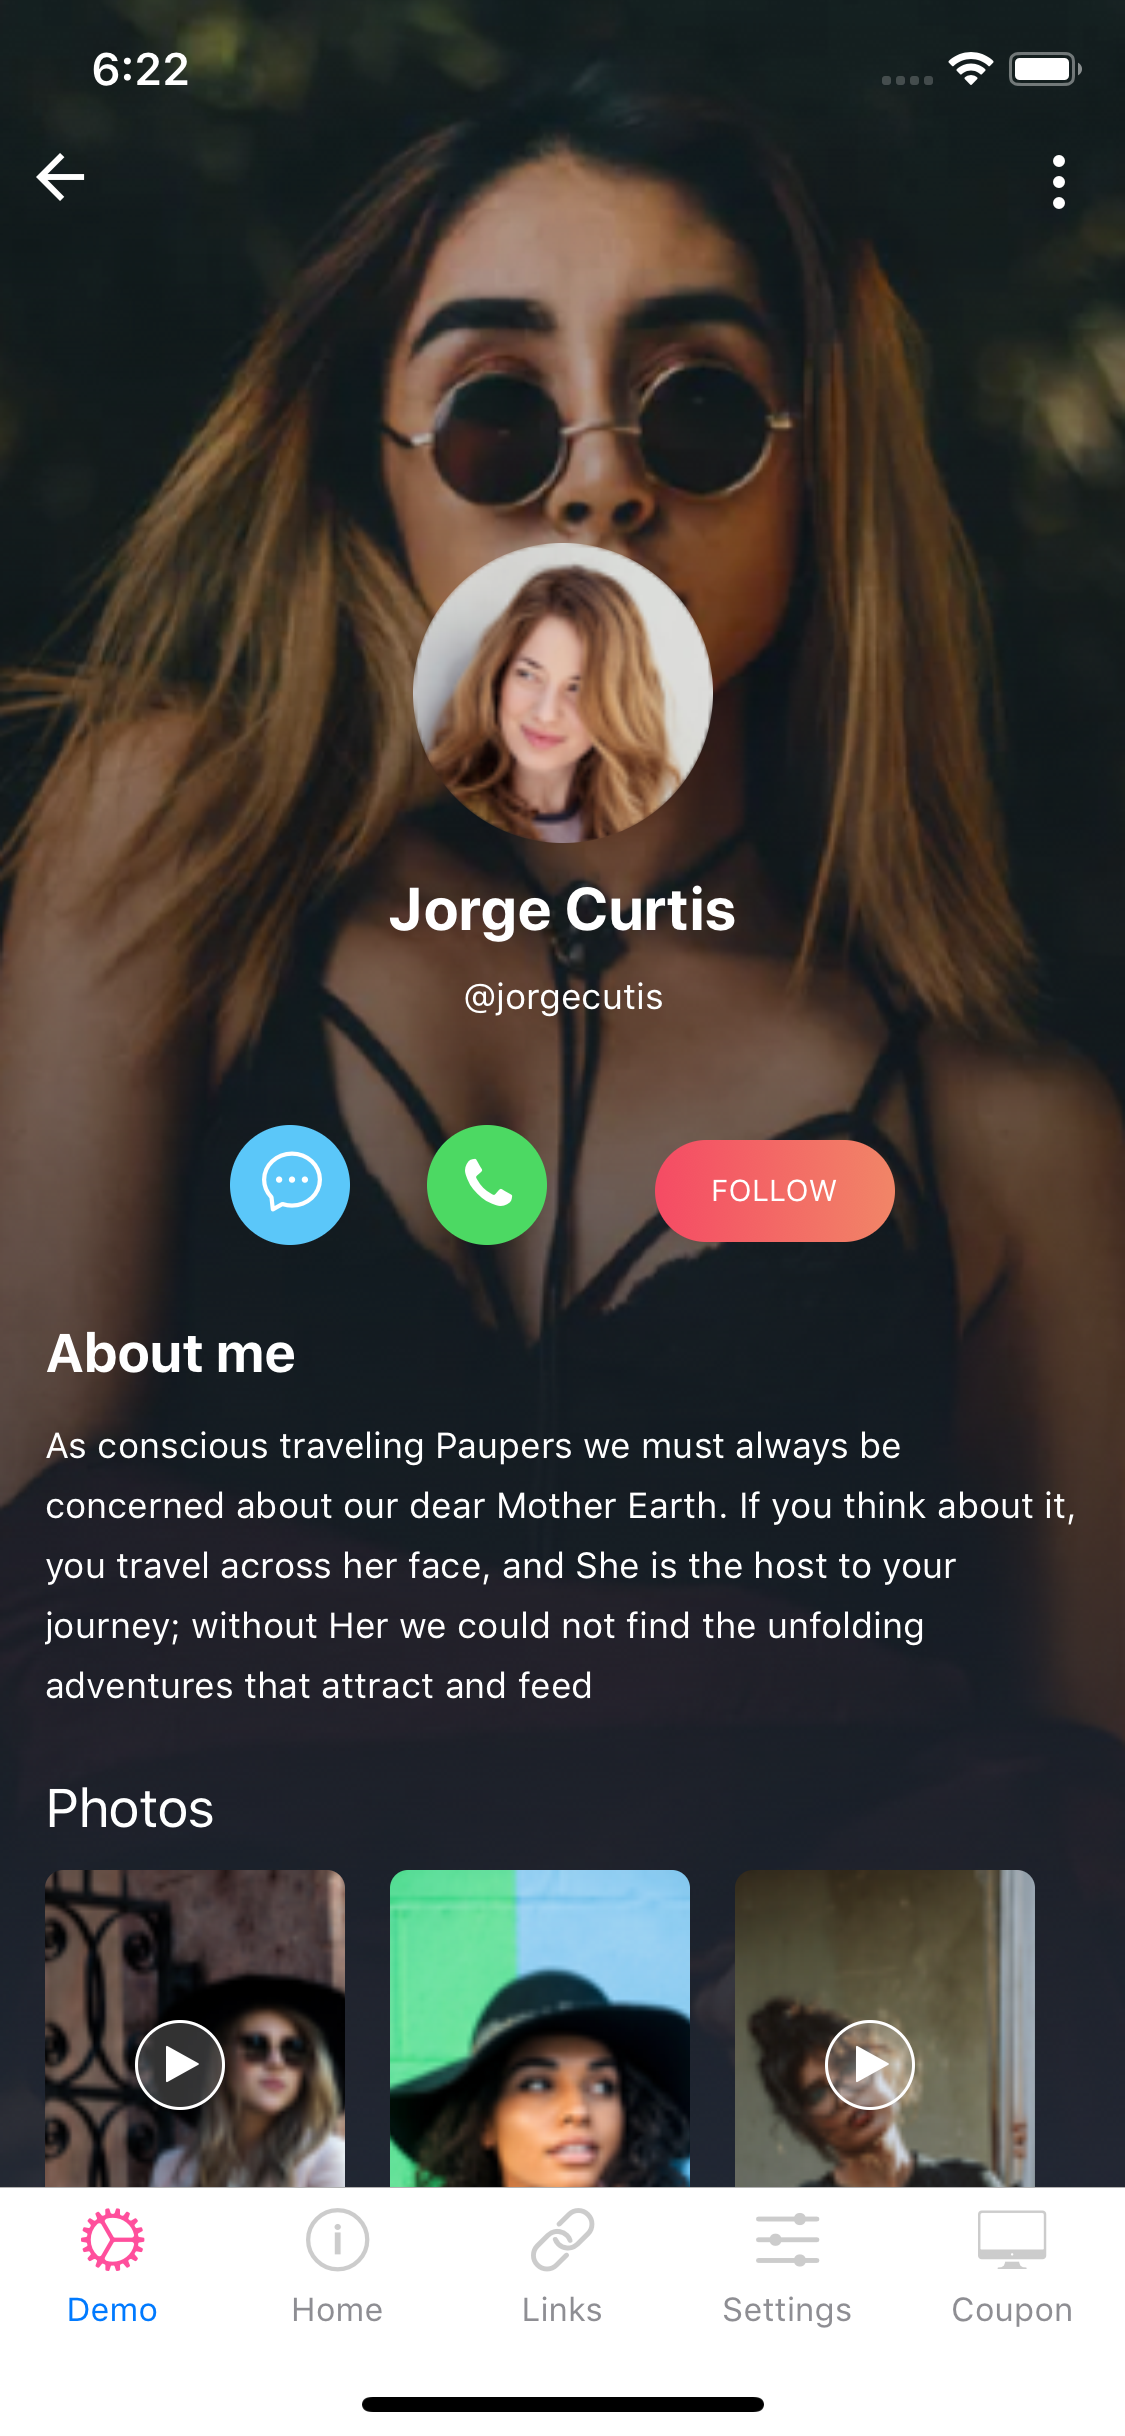 6:22
Jorge Curtis
@jorgecutis
FOLLOW
About me
As conscious traveling Paupers we must always be
concerned about our dear Mother Earth. If you think about it,
you travel across her face, and She is the host to your
journey; without Her we could not find the unfolding
adventures that attract and feed
Photos
Demo
Home
Links
Settings
Coupon